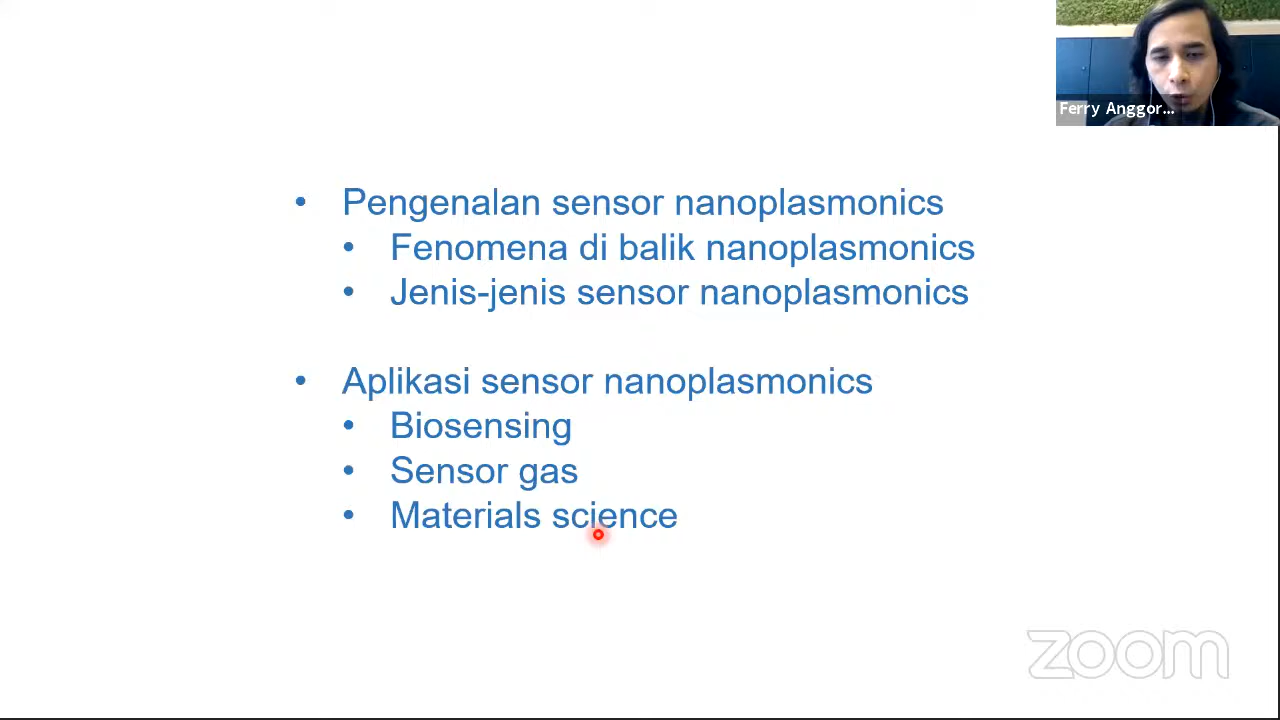 Ferry Anggor...
• Pengenalan sensor nanoplasmonics
• Fenomena di balik nanoplasmonics
• Jenis-jenis sensor nanoplasmonics
• Aplikasi sensor nanoplasmonics
• Biosensing
• Sensor gas
• Materials science
zoom